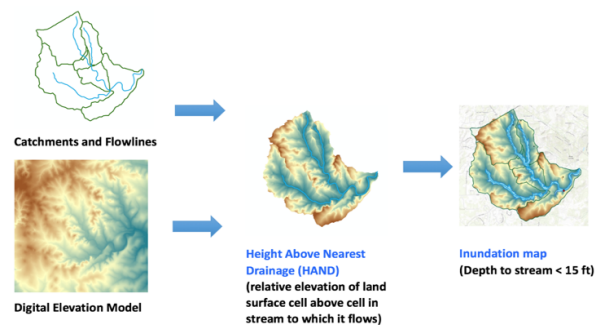 Catchments and Flowlines
Digital Elevation Model
Height Above Nearest
Drainage (HAND)
(relative elevation of land
surface cell above cell in
stream to which it flows)
Inundation map
(Depth to stream < 15 ft)